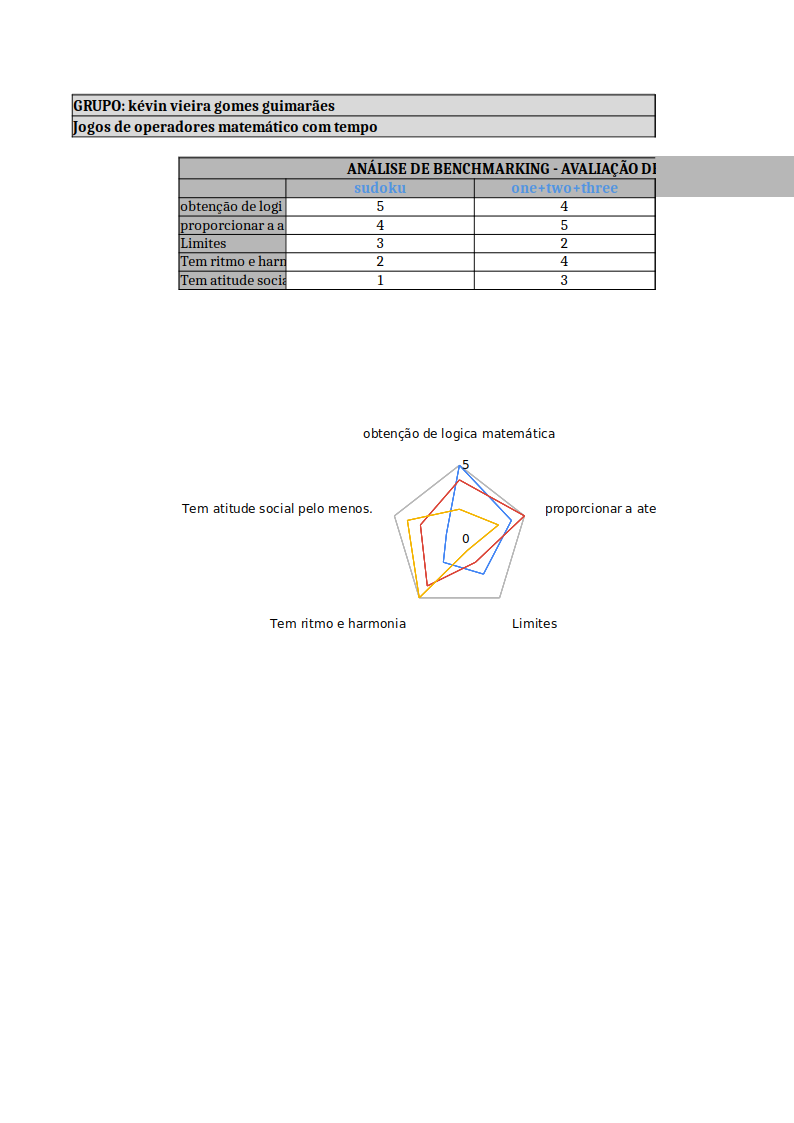 GRUPO: kévin vieira gomes guimarães
Jogos de operadores matemático com tempo
ANÁLISE DE BENCHMARKING - AVALIAÇÃO DE
sudoku one+two+three
obtenção de logi 5 4
proporcionar a a 4 5
Limites 3 2
Tem ritmo e harn 2 4
Tem atitude socia 1 3
obtenção de logica matemática
5
Tem atitude social pelo menos. proporcionar a ate
0
Tem ritmo e harmonia Limites